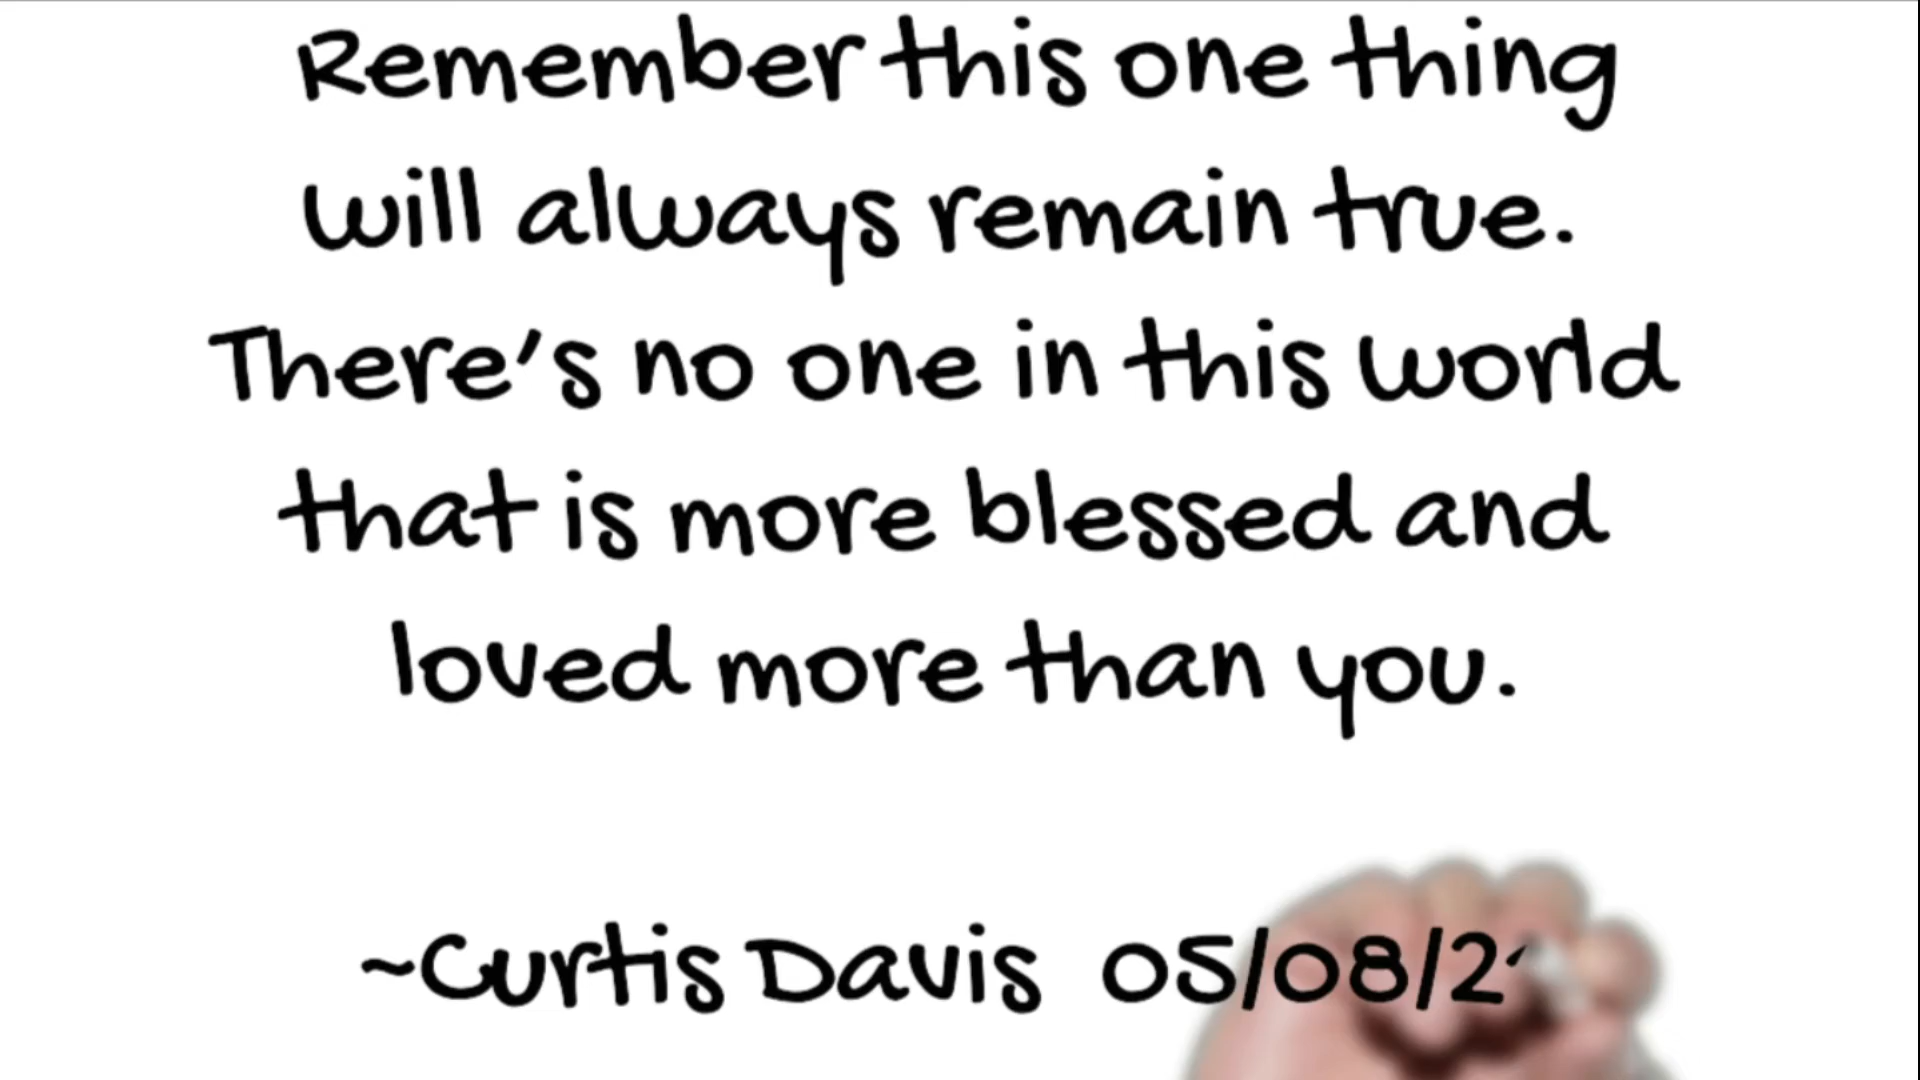 Remember this one thing
will always remain true.
There's no one in this world
that is more blessed and
loved more than you.
~Curtis Davis 05/08/2